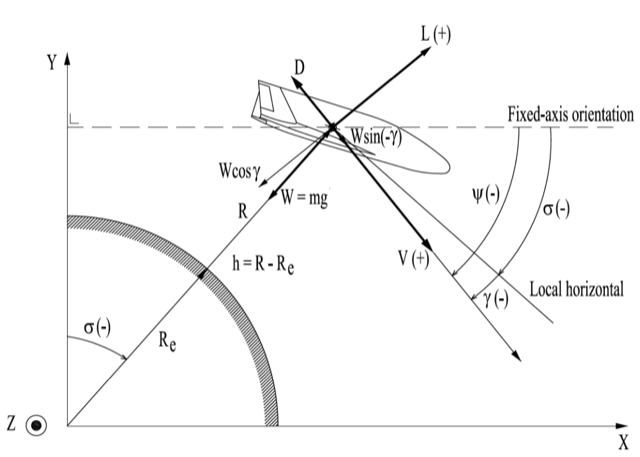 L (+)
Y
D
Fixed-axis orientation
Wsin(-γ)
Wcosγ
ψ(-)
W = mg
σ(-)
R
V (+)
h = R - Re
Local horizontal
γ(-)
σ(-)
Re
Z
X